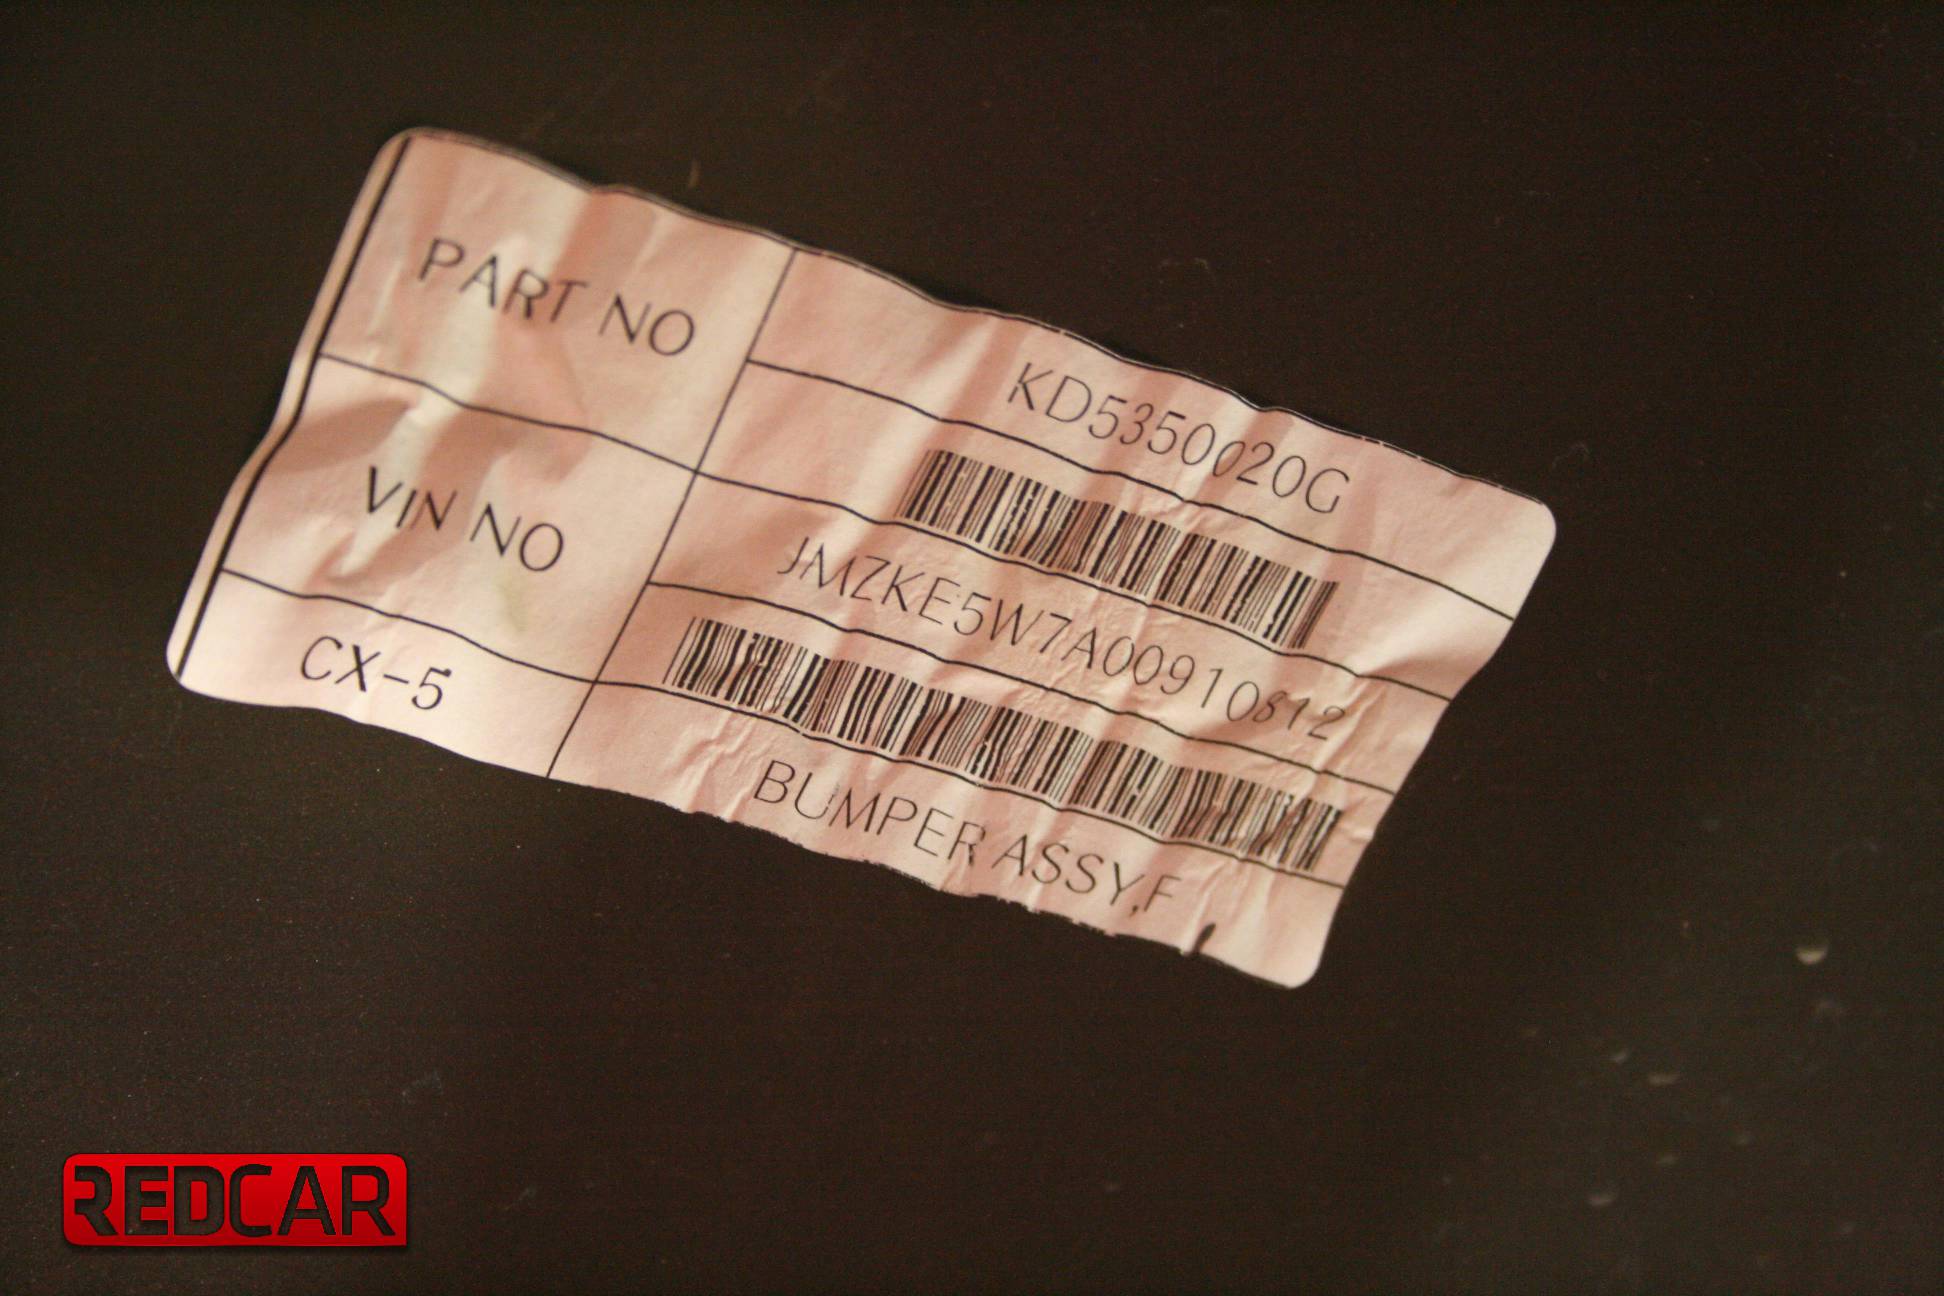 PART NO
KD5350020G
VIN NO
JMZKE5W7A00910812
CX-5
BUMPER ASSY,F
REDCAR